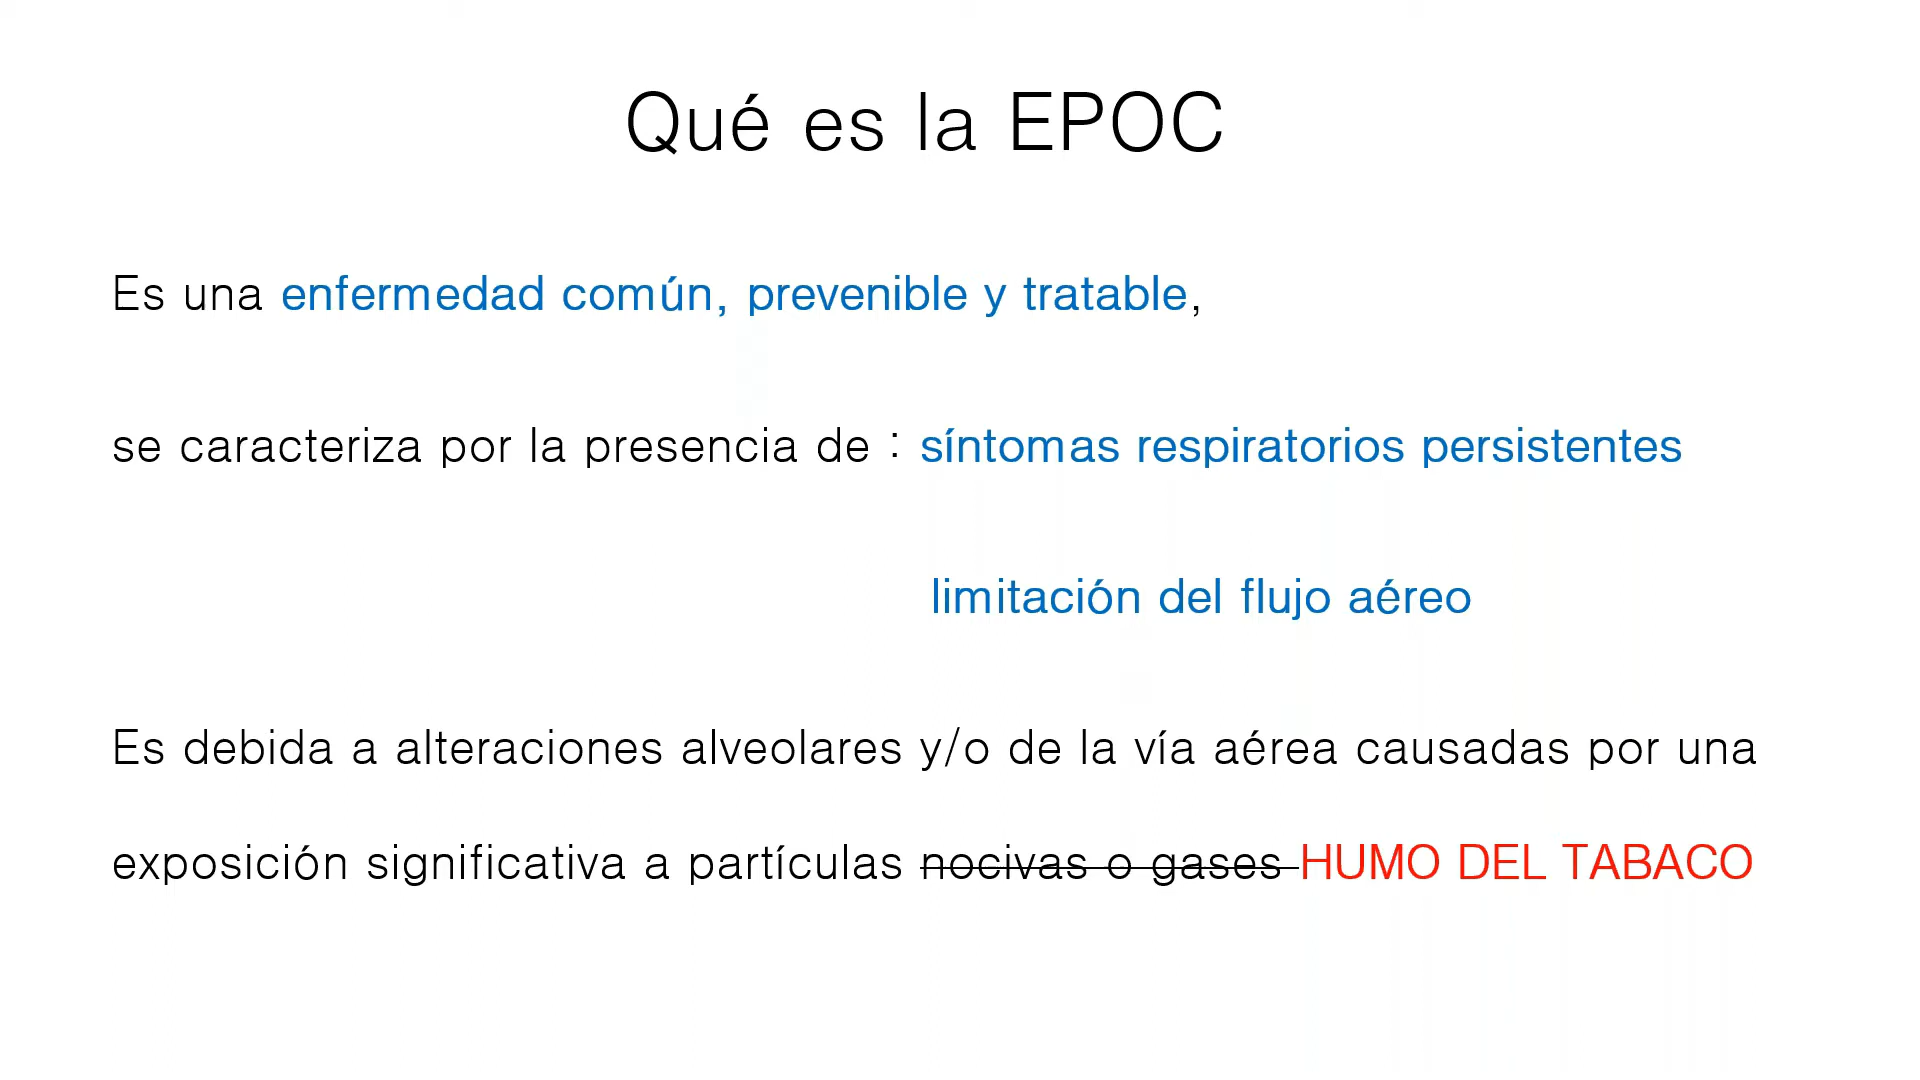 Qué es la EPOC
Es una enfermedad común, prevenible y tratable,
se caracteriza por la presencia de : síntomas respiratorios persistentes
limitación del flujo aéreo
Es debida a alteraciones alveolares y/o de la vía aérea causadas por una
exposición significativa a partículas nocivas o gases HUMO DEL TABACO